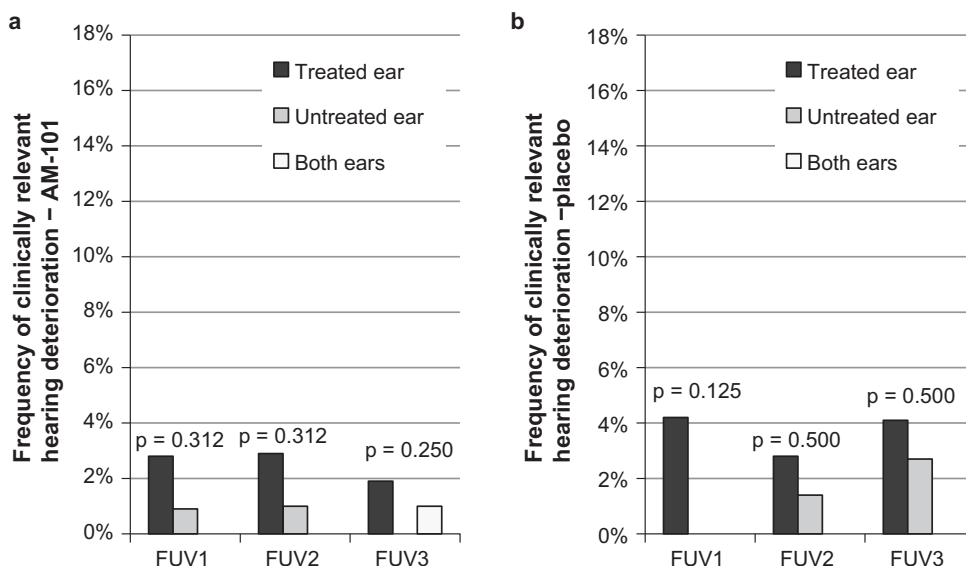 a
Frequency of clinically relevant
hearing deterioration – AM-101
18%
16%
14%
12%
10%
8%
6%
4%
2%
0%
Treated ear
Untreated ear
Both ears
p = 0.312
p = 0.312
p = 0.250
FUV1
FUV2
FUV3
b
Frequency of clinically relevant
hearing deterioration –placebo
18%
16%
14%
12%
10%
8%
6%
4%
2%
0%
Treated ear
Untreated ear
Both ears
p = 0.125
p = 0.500
p = 0.500
FUV1
FUV2
FUV3